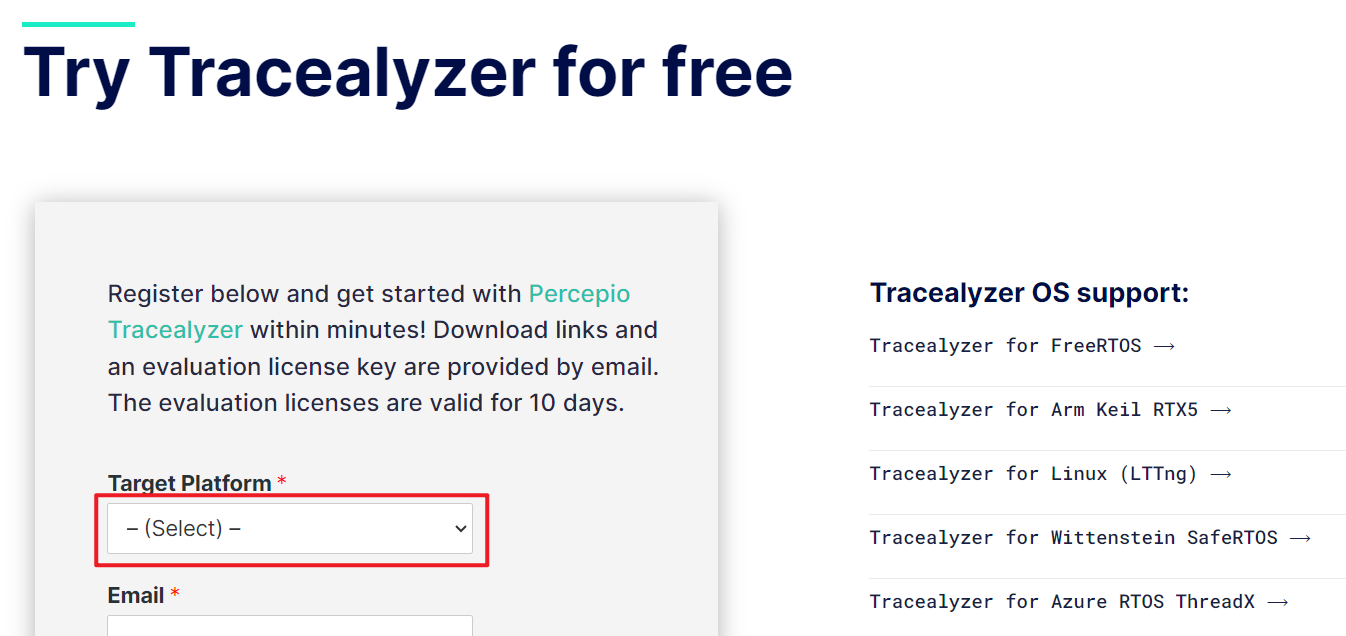 Try Tracealyzer for free
Register below and get started with Percepio
Tracealyzer within minutes! Download links and
an evaluation license key are provided by email.
The evaluation licenses are valid for 10 days.
Target Platform *
– (Select) –
Email *
Tracealyzer OS support:
Tracealyzer for FreeRTOS →
Tracealyzer for Arm Keil RTX5 →
Tracealyzer for Linux (LTTng) →
Tracealyzer for Wittenstein SafeRTOS →
Tracealyzer for Azure RTOS ThreadX →